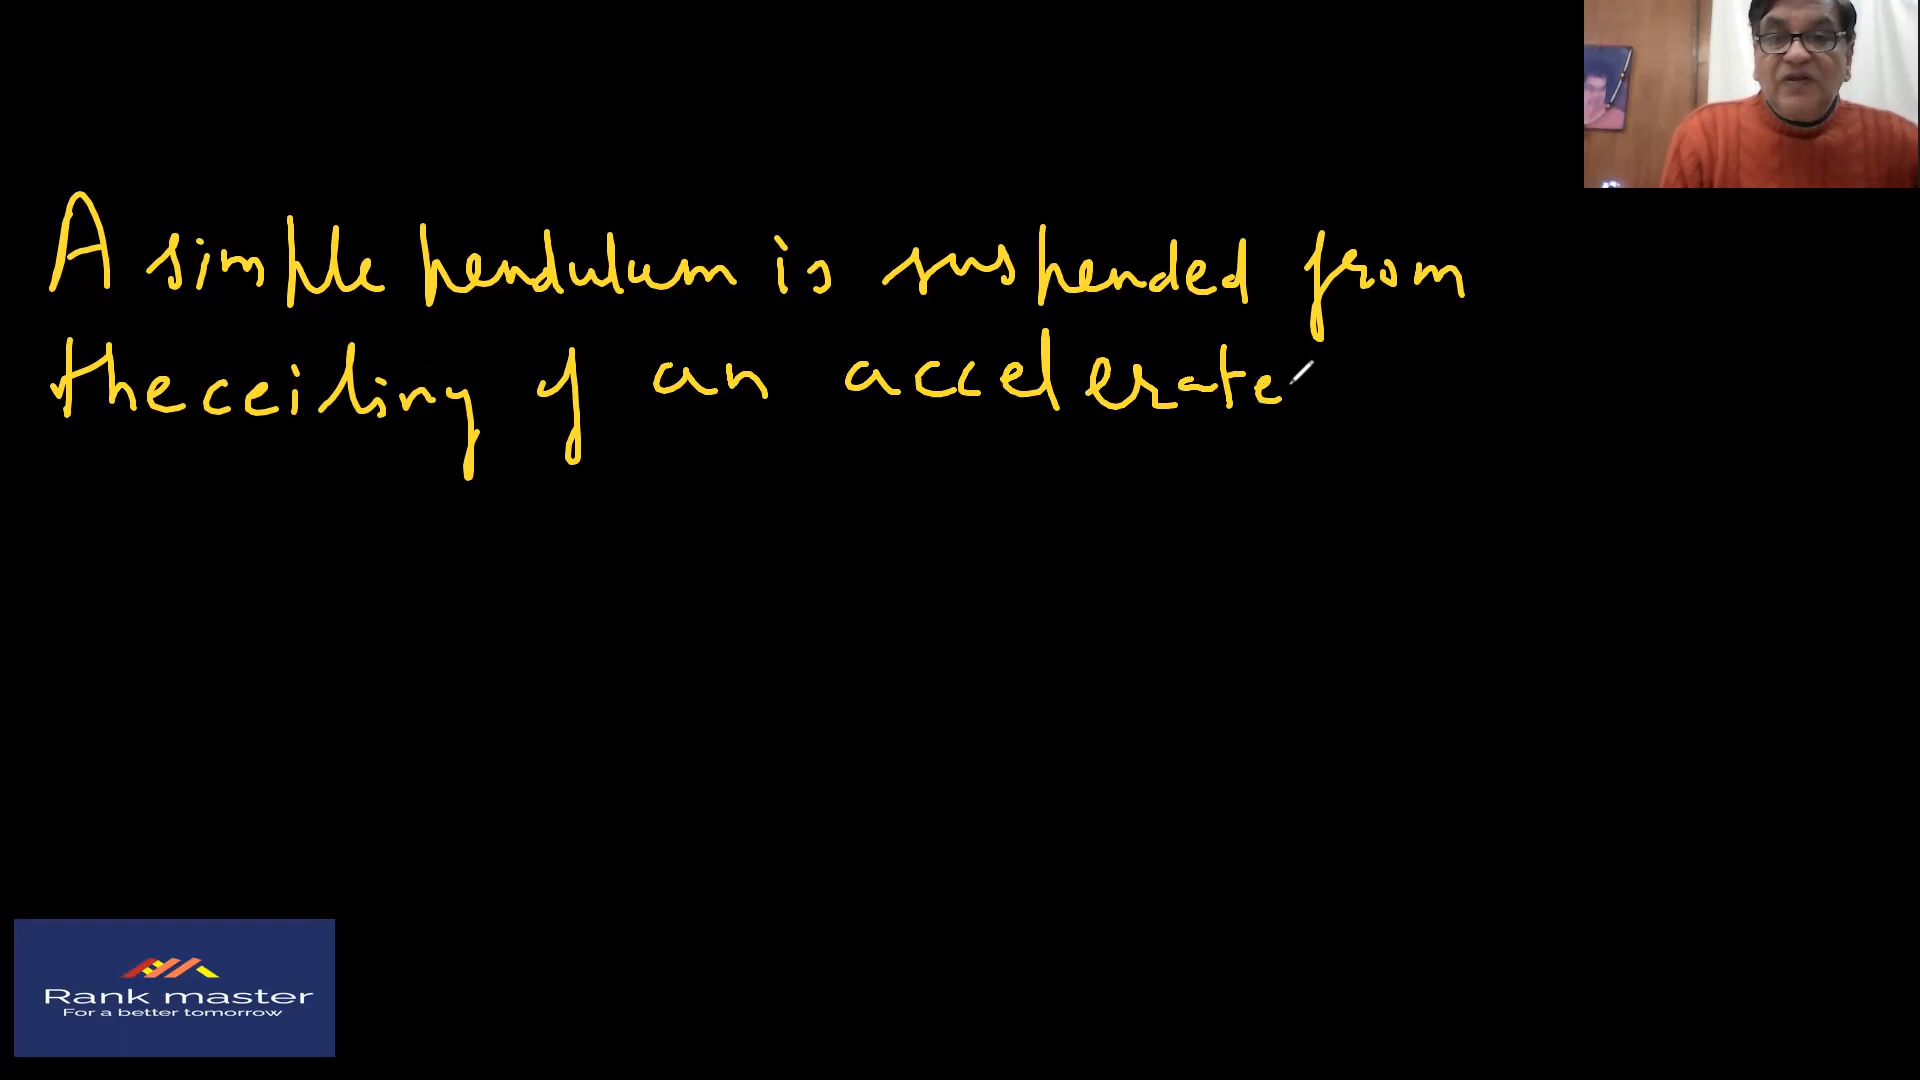 A simple pendulum is suspended from
the ceiling of an accelerate
Rank master
For a better tomorrow